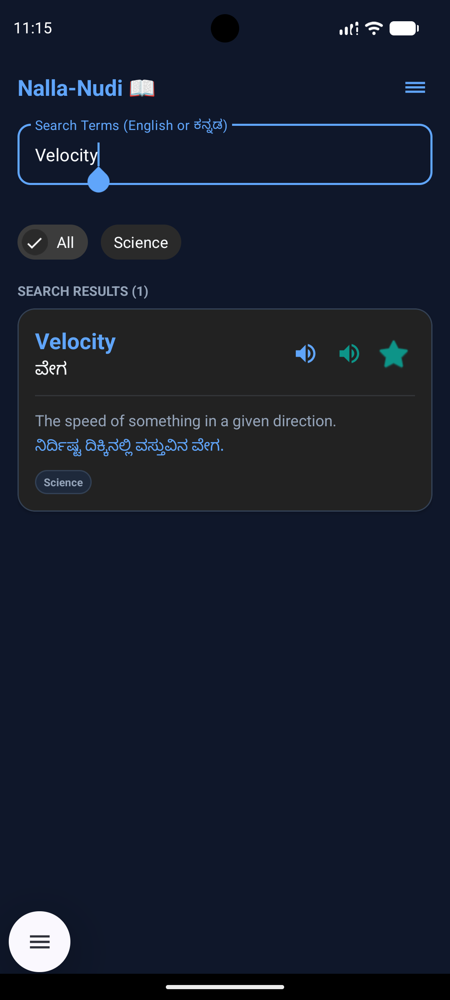 11:15
Nalla-Nudi 📖
Search Terms (English or ಕನ್ನಡ)
Velocity
All
Science
SEARCH RESULTS (1)
Velocity
ವೇಗ
The speed of something in a given direction.
ನಿರ್ದಿಷ್ಟ ದಿಕ್ಕಿನಲ್ಲಿ ವಸ್ತುವಿನ ವೇಗ.
Science